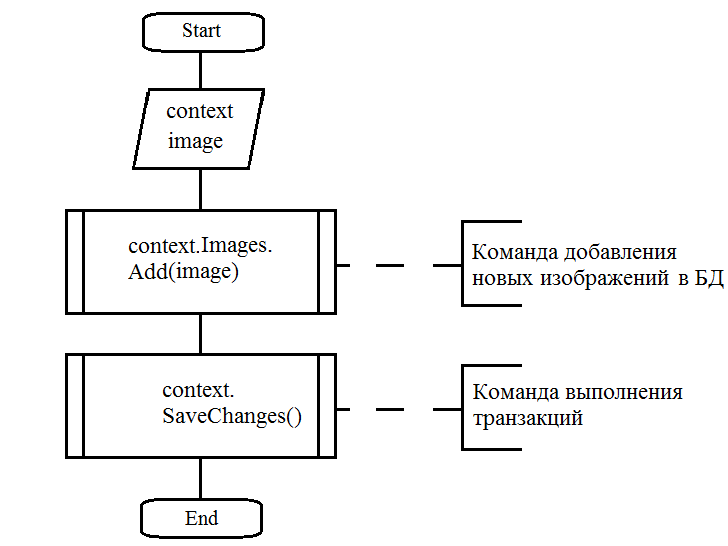 Start
context
image
context.Images.
Add(image)
Команда добавления
новых изображений в БД
context.
SaveChanges()
Команда выполнения
транзакций
End